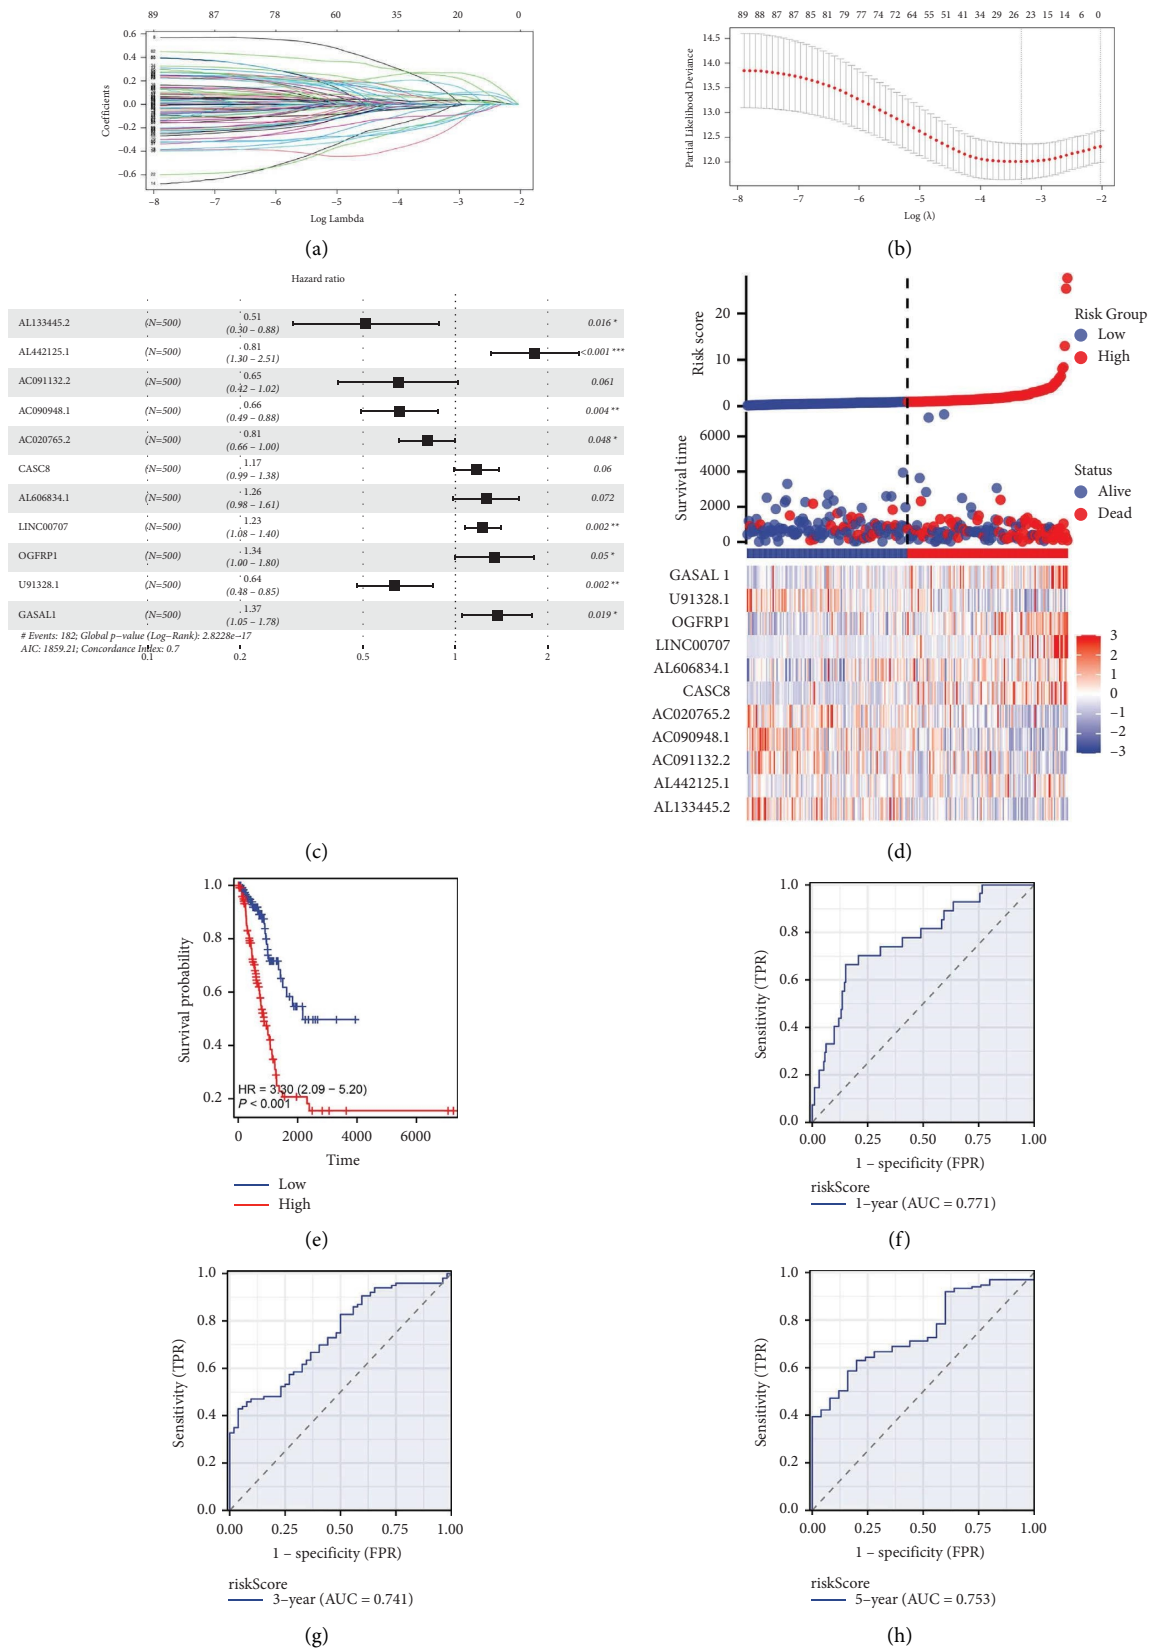 89 87 78 60 35 20 0
0.6
0.4
0.2
0.0
−0.2
−0.4
−0.6
Coefficients
−8 −7 −6 −5 −4 −3 −2
Log Lambda
(a)
89 88 87 87 85 81 79 77 74 72 64 55 51 41 34 29 26 23 15 14 6 0
14.5
14.0
13.5
13.0
12.5
12.0
Partial Likelihood Deviance
−8 −7 −6 −5 −4 −3 −2
Log (λ)
(b)
Hazard ratio
AL133445.2 (N=500) 0.51 (0.30 − 0.88) 0.016 *
AL442125.1 (N=500) 0.81 (1.30 − 2.51) <0.001 ***
AC091132.2 (N=500) 0.65 (0.42 − 1.02) 0.061
AC090948.1 (N=500) 0.66 (0.49 − 0.88) 0.004 **
AC020765.2 (N=500) 0.81 (0.66 − 1.00) 0.048 *
CASC8 (N=500) 1.17 (0.99 − 1.38) 0.06
AL606834.1 (N=500) 1.26 (0.98 − 1.61) 0.072
LINC00707 (N=500) 1.23 (1.08 − 1.40) 0.002 **
OGFRP1 (N=500) 1.34 (1.00 − 1.80) 0.05 *
U91328.1 (N=500) 0.64 (0.48 − 0.85) 0.002 **
GASAL1 (N=500) 1.37 (1.05 − 1.78) 0.019 *
# Events: 182; Global p−value (Log−Rank): 2.8228e−17
AIC: 1859.21; Concordance Index: 0.7
0.1 0.2 0.5 1 2
(c)
20
10
0
Risk score
Risk Group
Low
High
6000
4000
2000
0
Survival time
Status
Alive
Dead
GASAL 1
U91328.1
OGFRP1
LINC00707
AL606834.1
CASC8
AC020765.2
AC090948.1
AC091132.2
AL442125.1
AL133445.2
3
2
1
0
−1
−2
−3
(d)
1.0
0.8
0.6
0.4
0.2
Survival probability
HR = 3.30 (2.09 − 5.20)
P < 0.001
0 2000 4000 6000
Time
Low
High
(e)
1.0
0.8
0.6
0.4
0.2
0.0
Sensitivity (TPR)
0.00 0.25 0.50 0.75 1.00
1 − specificity (FPR)
riskScore
1−year (AUC = 0.771)
(f)
1.0
0.8
0.6
0.4
0.2
0.0
Sensitivity (TPR)
0.00 0.25 0.50 0.75 1.00
1 − specificity (FPR)
riskScore
3−year (AUC = 0.741)
(g)
1.0
0.8
0.6
0.4
0.2
0.0
Sensitivity (TPR)
0.00 0.25 0.50 0.75 1.00
1 − specificity (FPR)
riskScore
5−year (AUC = 0.753)
(h)